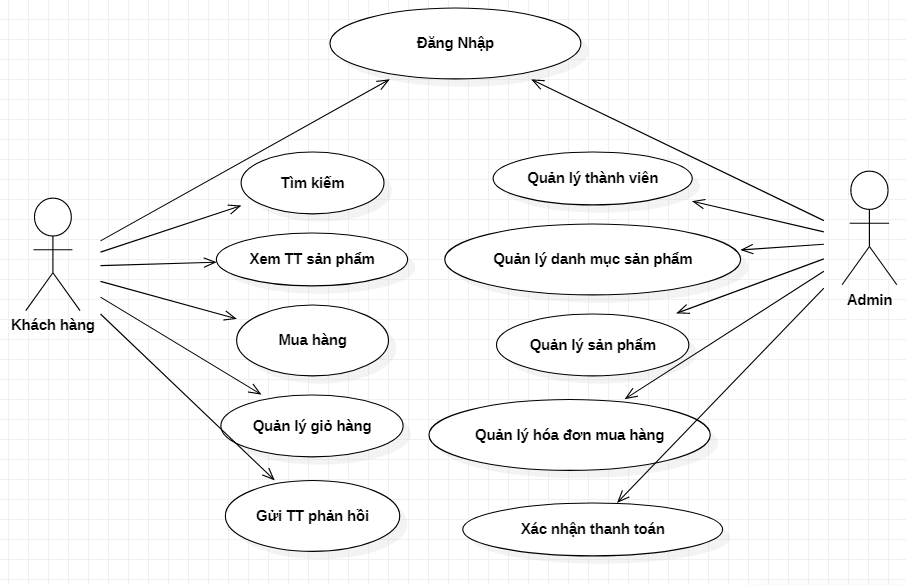 Đăng Nhập
Tìm kiếm
Quản lý thành viên
Xem TT sản phẩm
Quản lý danh mục sản phẩm
Khách hàng
Admin
Mua hàng
Quản lý sản phẩm
Quản lý giỏ hàng
Quản lý hóa đơn mua hàng
Gửi TT phản hồi
Xác nhận thanh toán